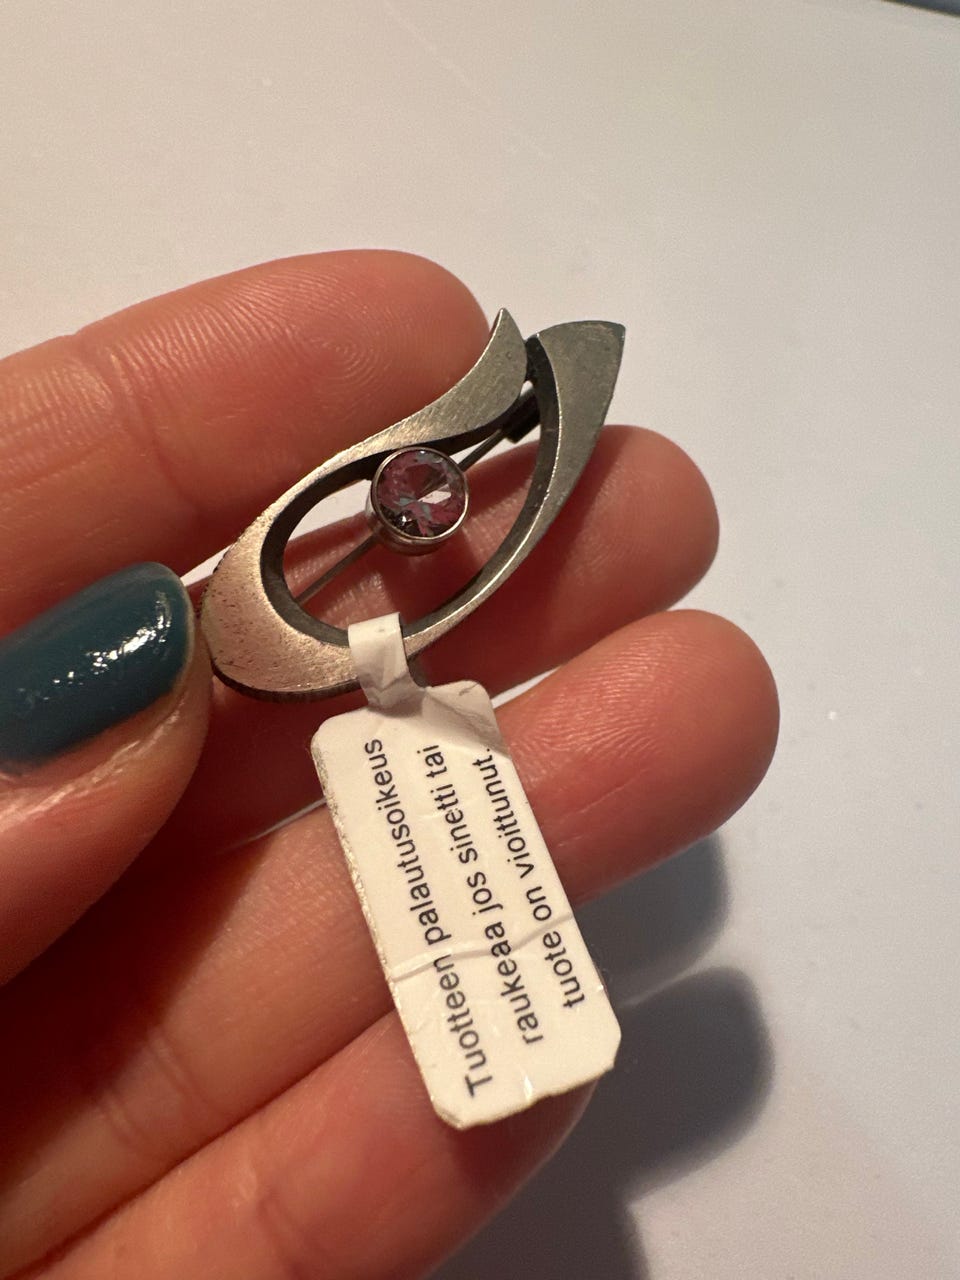 Tuotteen palautusoikeus
raukeaa jos sinetti tai
tuote on vioittunut.